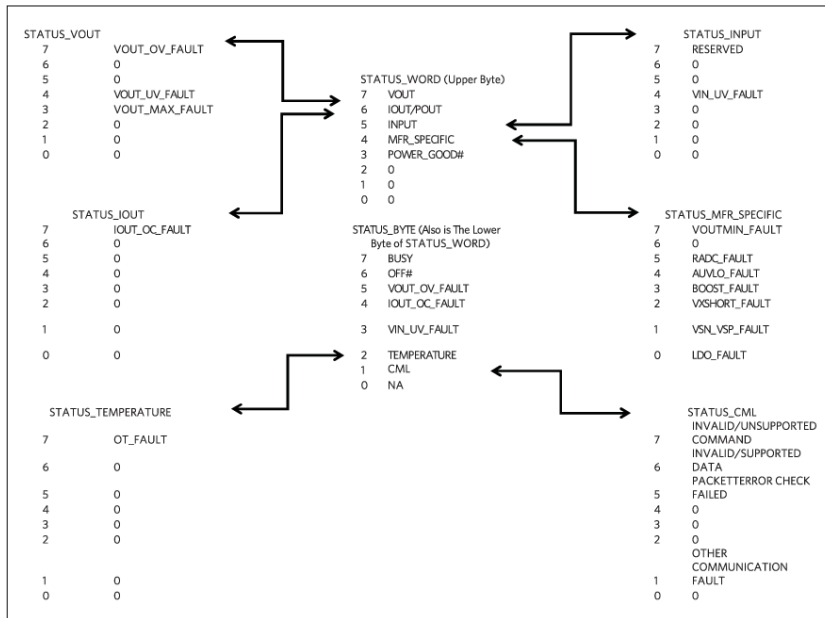 STATUS_VOUT
7 VOUT_OV_FAULT
6 0
5 0
4 VOUT_UV_FAULT
3 VOUT_MAX_FAULT
2 0
1 0
0 0
STATUS_IOUT
7 IOUT_OC_FAULT
6 0
5 0
4 0
3 0
2 0
1 0
0 0
STATUS_TEMPERATURE
7 OT_FAULT
6 0
5 0
4 0
3 0
2 0
1 0
0 0
STATUS_WORD (Upper Byte)
7 VOUT
6 IOUT/POUT
5 INPUT
4 MFR_SPECIFIC
3 POWER_GOOD#
2 0
1 0
0 0
STATUS_BYTE (Also is The Lower
Byte of STATUS_WORD)
7 BUSY
6 OFF#
5 VOUT_OV_FAULT
4 IOUT_OC_FAULT
3 VIN_UV_FAULT
2 TEMPERATURE
1 CML
0 NA
STATUS_INPUT
7 RESERVED
6 0
5 0
4 VIN_UV_FAULT
3 0
2 0
1 0
0 0
STATUS_MFR_SPECIFIC
7 VOUTMIN_FAULT
6 0
5 RADC_FAULT
4 AUVLO_FAULT
3 BOOST_FAULT
2 VXSHORT_FAULT
1 VSN_VSP_FAULT
0 LDO_FAULT
STATUS_CML
INVALID/UNSUPPORTED
7 COMMAND
INVALID/SUPPORTED
6 DATA
PACKETTERROR CHECK
5 FAILED
4 0
3 0
2 0
OTHER
COMMUNICATION
1 FAULT
0 0